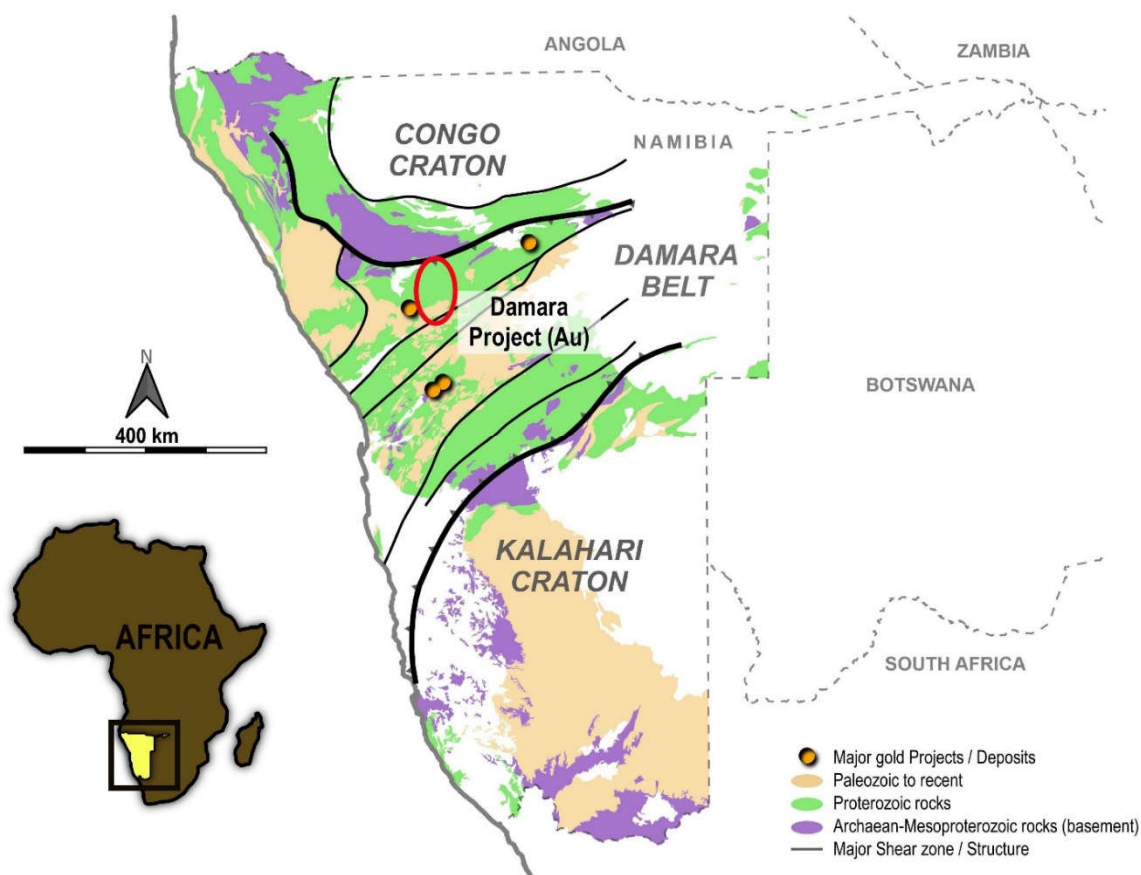 ANGOLA
ZAMBIA
CONGO
CRATON
NAMIBIA
DAMARA
BELT
Damara
Project (Au)
N
400 km
BOTSWANA
KALAHARI
CRATON
AFRICA
SOUTH AFRICA
Major gold Projects / Deposits
Paleozoic to recent
Proterozoic rocks
Archaean-Mesoproterozoic rocks (basement)
Major Shear zone / Structure